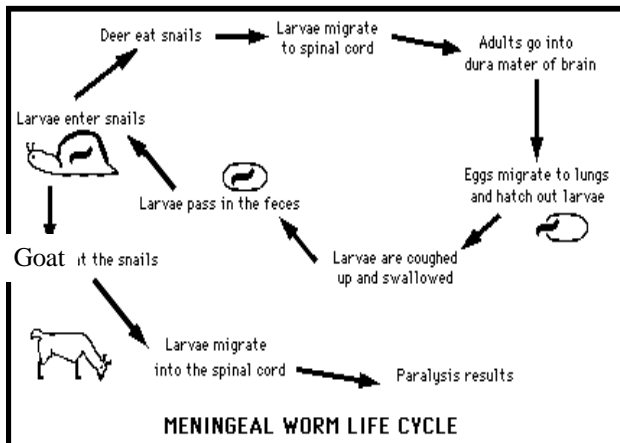 Deer eat snails
Larvae migrate
to spinal cord
Adults go into
dura mater of brain
Larvae enter snails
Eggs migrate to lungs
and hatch out larvae
Larvae pass in the feces
Larvae are coughed
up and swallowed
Goat the snails
Larvae migrate
into the spinal cord
Paralysis results
MENINGEAL WORM LIFE CYCLE